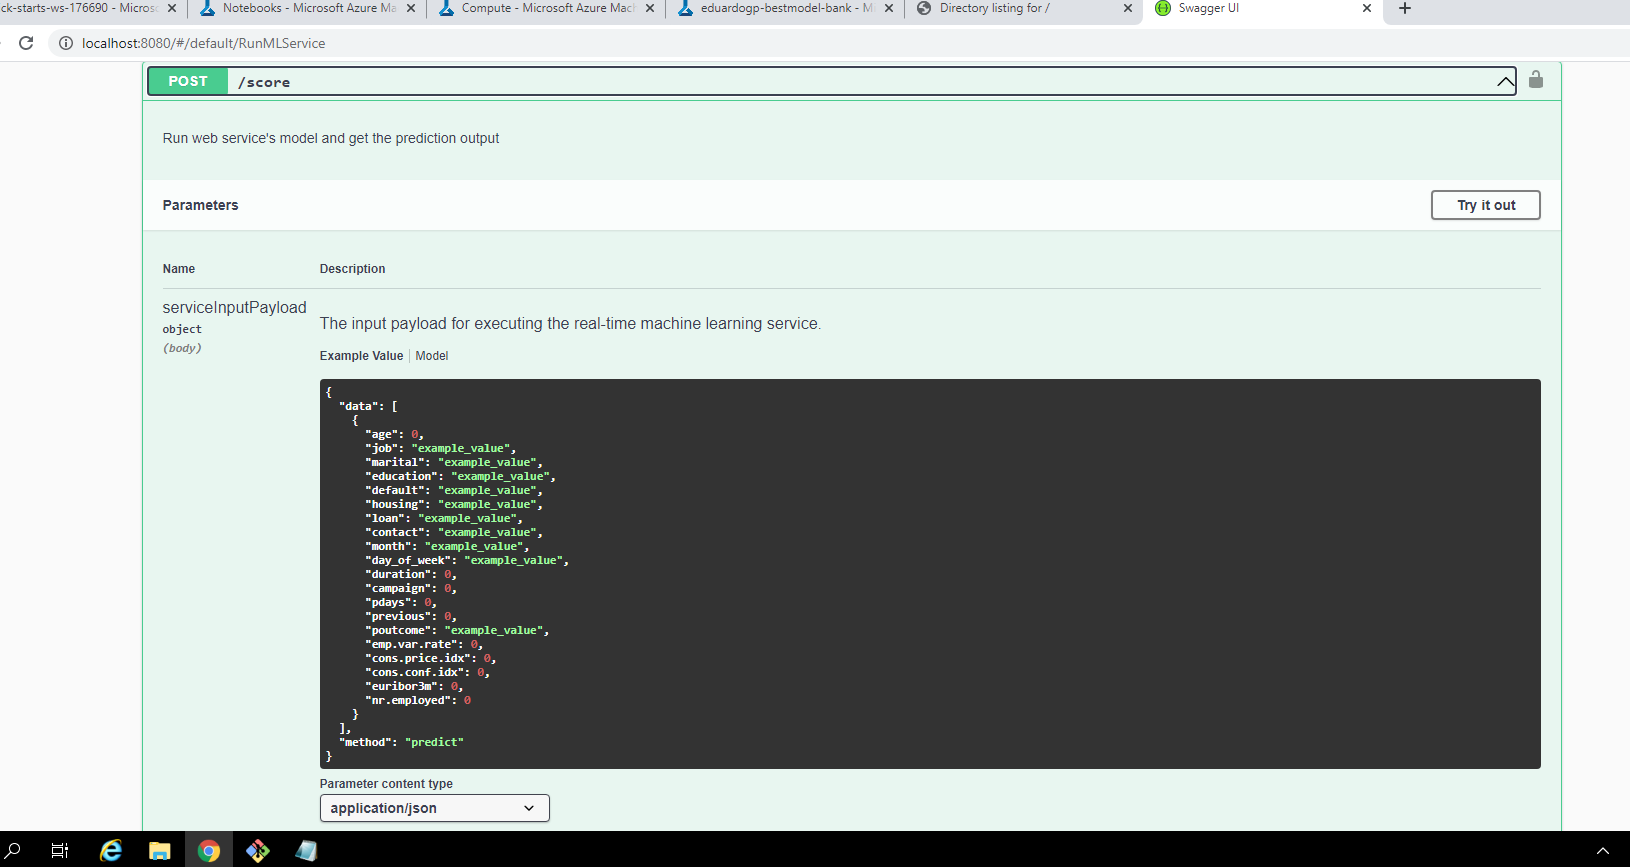 ck-starts-ws-176690 - Micros
Notebooks - Microsoft Azure Ma
Compute - Microsoft Azure Mach
eduardogp-bestmodel-bank - Mi
Directory listing for /
Swagger UI
localhost:8080/#/default/RunMLService
POST /score
Run web service's model and get the prediction output
Parameters
Try it out
Name Description
serviceInputPayload
object
(body)
The input payload for executing the real-time machine learning service.
Example Value | Model
{
"data": [
{
"age": 0,
"job": "example_value",
"marital": "example_value",
"education": "example_value",
"default": "example_value",
"housing": "example_value",
"loan": "example_value",
"contact": "example_value",
"month": "example_value",
"day_of_week": "example_value",
"duration": 0,
"campaign": 0,
"pdays": 0,
"previous": 0,
"poutcome": "example_value",
"emp.var.rate": 0,
"cons.price.idx": 0,
"cons.conf.idx": 0,
"euribor3m": 0,
"nr.employed": 0
}
],
"method": "predict"
}
Parameter content type
application/json